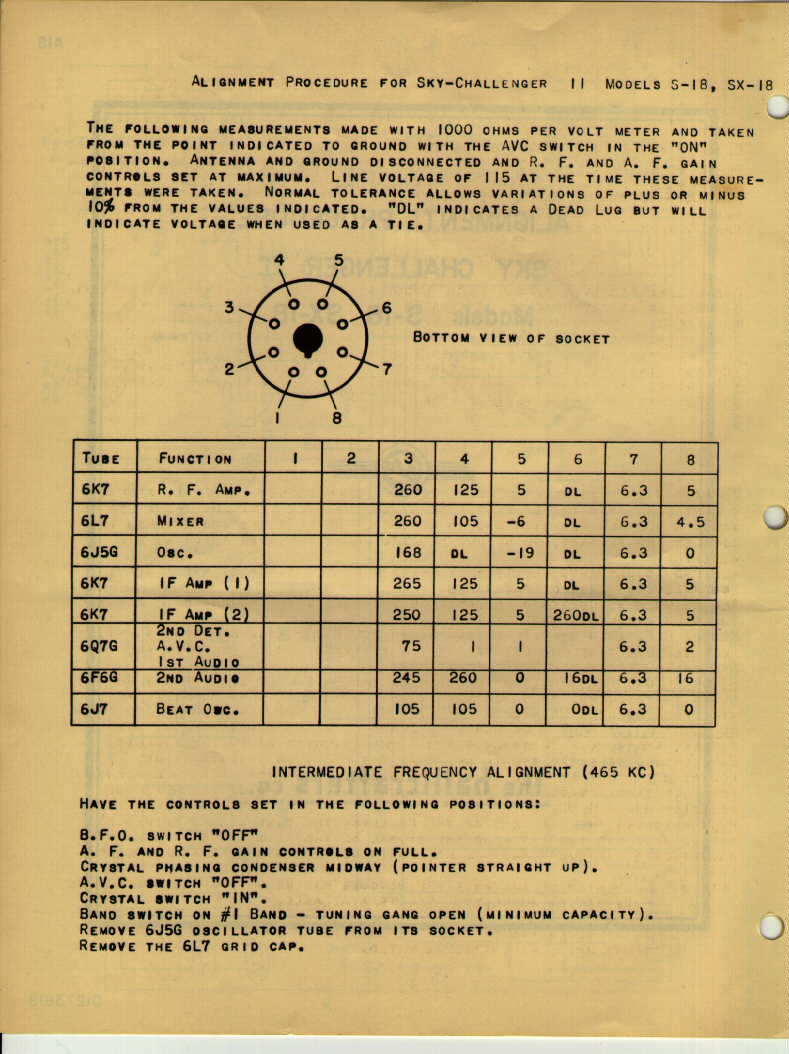 ALIGNMENT PROCEDURE FOR SKY-CHALLENGER II MODELS S-18, SX-18
THE FOLLOWING MEASUREMENTS MADE WITH 1000 OHMS PER VOLT METER AND TAKEN
FROM THE POINT INDICATED TO GROUND WITH THE AVC SWITCH IN THE "ON"
POSITION. ANTENNA AND GROUND DISCONNECTED AND R. F. AND A. F. GAIN
CONTROLS SET AT MAXIMUM. LINE VOLTAGE OF 115 AT THE TIME THESE MEASURE-
MENTS WERE TAKEN. NORMAL TOLERANCE ALLOWS VARIATIONS OF PLUS OR MINUS
10% FROM THE VALUES INDICATED. "DL" INDICATES A DEAD LUG BUT WILL
INDICATE VOLTAGE WHEN USED AS A TIE.
4 5
3 6
BOTTOM VIEW OF SOCKET
2 7
1 8
TUBE FUNCTION 1 2 3 4 5 6 7 8
6K7 R. F. AMP. 260 125 5 DL 6.3 5
6L7 MIXER 260 105 -6 DL 6.3 4.5
6J5G OSC. 168 DL -19 DL 6.3 0
6K7 IF AMP (1) 265 125 5 DL 6.3 5
6K7 IF AMP (2) 250 125 5 260DL 6.3 5
2ND DET.
6Q7G A.V.C. 75 1 1 6.3 2
1ST AUDIO
6F6G 2ND AUDIO 245 260 0 16DL 6.3 16
6J7 BEAT OSC. 105 105 0 0DL 6.3 0
INTERMEDIATE FREQUENCY ALIGNMENT (465 KC)
HAVE THE CONTROLS SET IN THE FOLLOWING POSITIONS:
B.F.O. SWITCH "OFF"
A. F. AND R. F. GAIN CONTROLS ON FULL.
CRYSTAL PHASING CONDENSER MIDWAY (POINTER STRAIGHT UP).
A.V.C. SWITCH "OFF".
CRYSTAL SWITCH "IN".
BAND SWITCH ON #1 BAND - TUNING GANG OPEN (MINIMUM CAPACITY).
REMOVE 6J5G OSCILLATOR TUBE FROM ITS SOCKET.
REMOVE THE 6L7 GRID CAP.